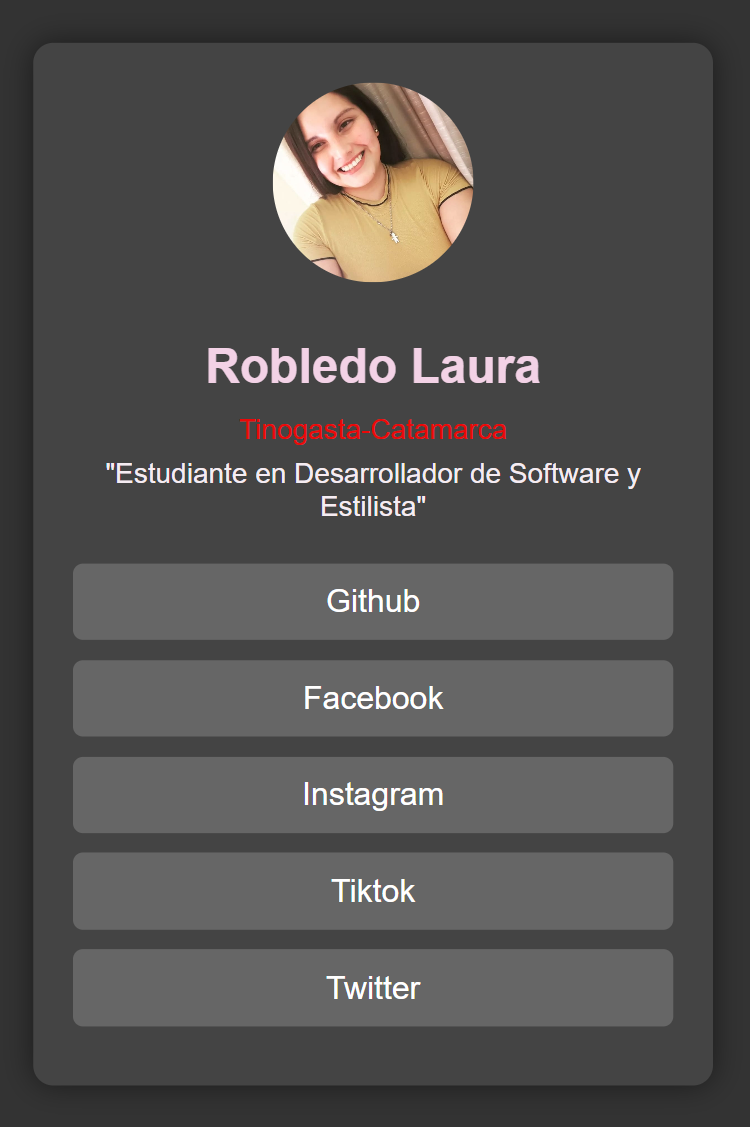 Robledo Laura
Tinogasta-Catamarca
"Estudiante en Desarrollador de Software y
Estilista"
Github
Facebook
Instagram
Tiktok
Twitter